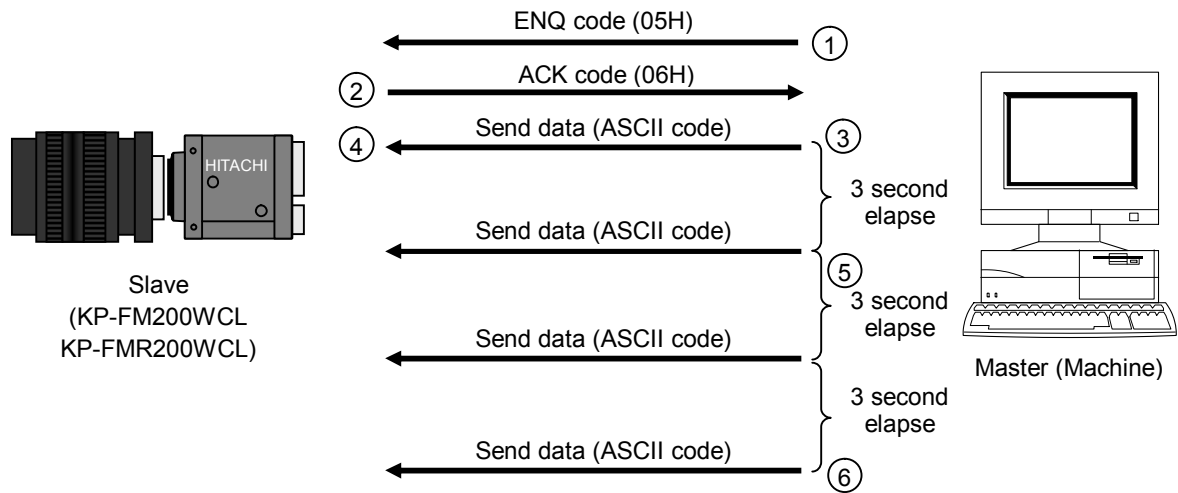 ENQ code (05H)
①
ACK code (06H)
②
Send data (ASCII code)
③
④
HITACHI
3 second
elapse
Send data (ASCII code)
⑤
Slave
(KP-FM200WCL
KP-FMR200WCL)
3 second
elapse
Send data (ASCII code)
Master (Machine)
3 second
elapse
Send data (ASCII code)
⑥